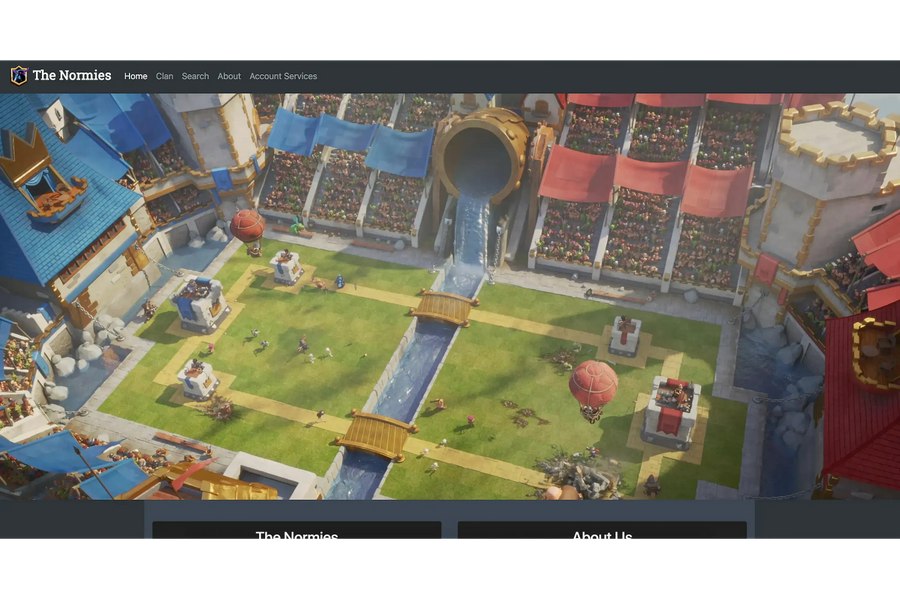 The Normies Home Clan Search About Account Services
The Normies About Us